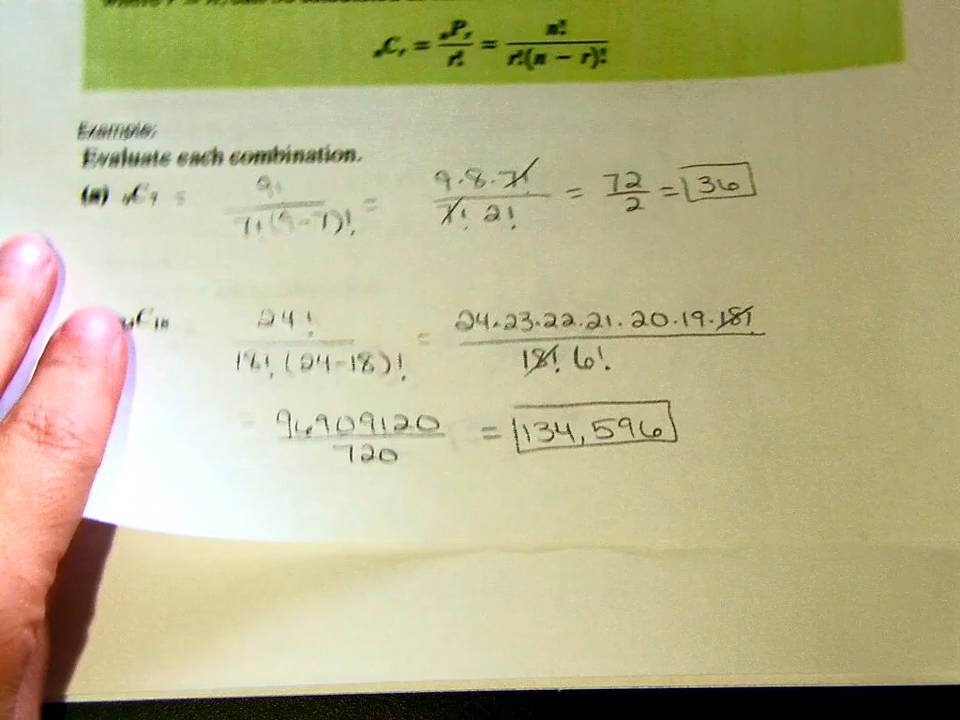 ₙCᵣ = ₙPᵣ / r! = n! / r!(n − r)!
Example:
Evaluate each combination.
(a) ₉C₇ = 9! / 7!(9-7)! = 9·8·7! / 7! 2! = 72 / 2 = 36
C₁₈ 24! / 18!(24-18)! = 24·23·22·21·20·19·18! / 18! 6!
= 96909120 / 720 = 134,596